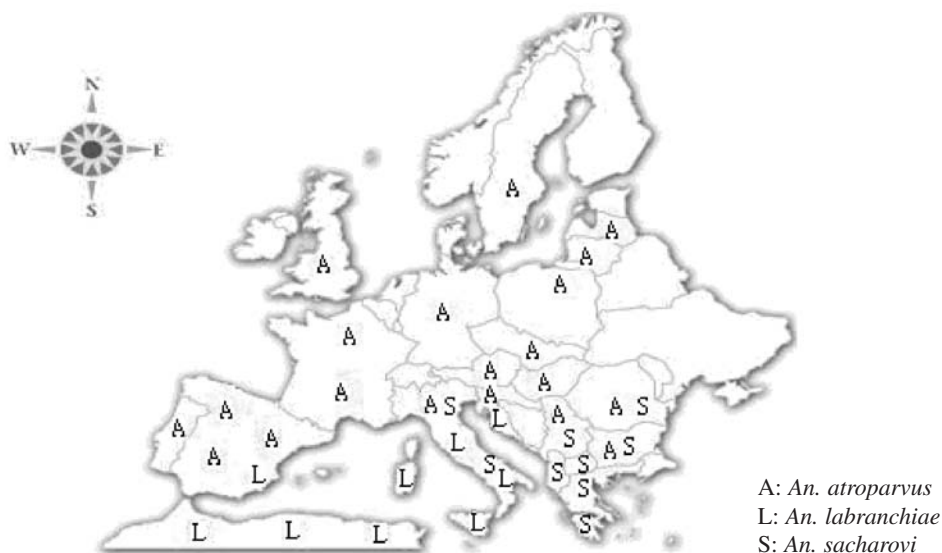 N
W E
S
A
A
A
A
A
A
A
A
A
A
A A
A S A S
A A A
L
A A L S A S
A S S S
L L L S
L S
L L L
A: An. atroparvus
L: An. labranchiae
S: An. sacharovi